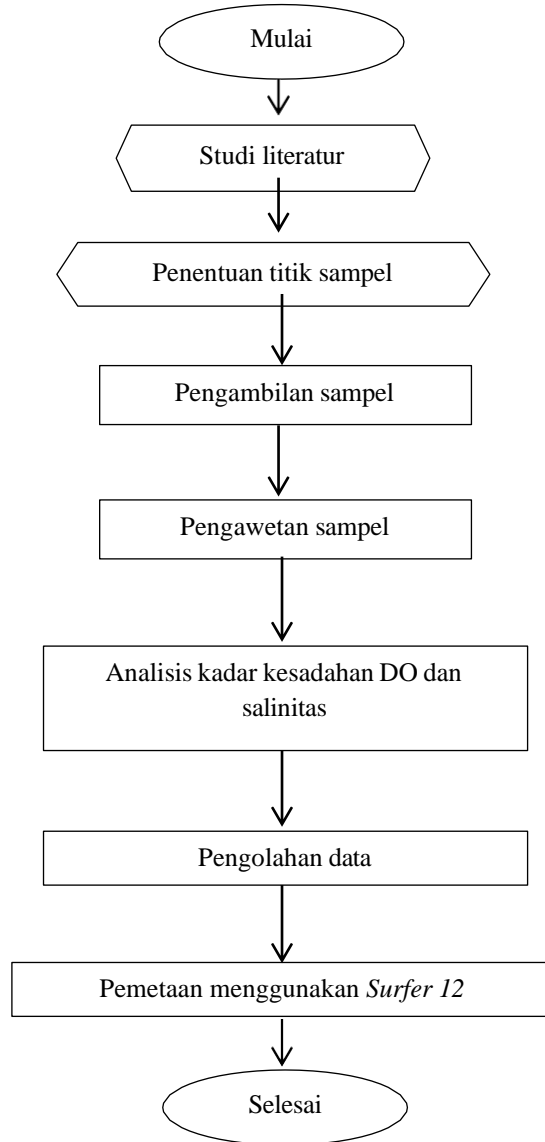 Mulai
Studi literatur
Penentuan titik sampel
Pengambilan sampel
Pengawetan sampel
Analisis kadar kesadahan DO dan
salinitas
Pengolahan data
Pemetaan menggunakan Surfer 12
Selesai